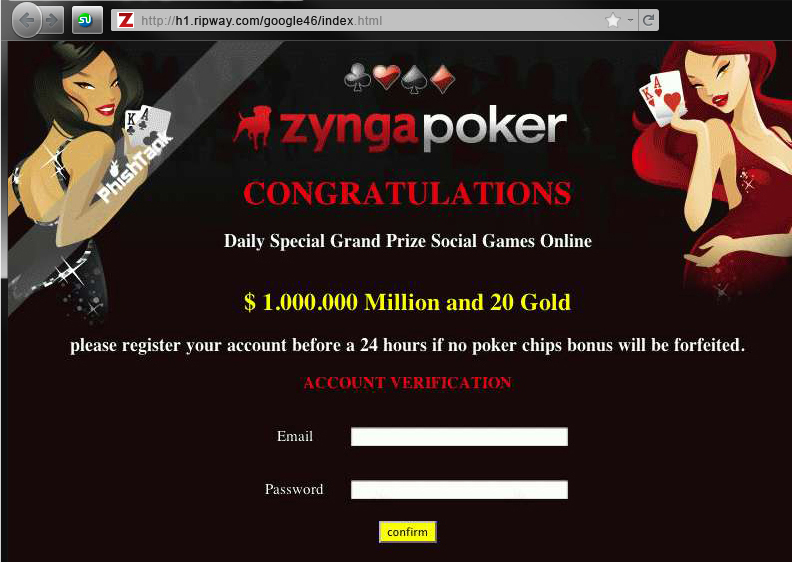 http://h1.ripway.com/google46/index.html
K A
K A
PhishTank
zynga poker
CONGRATULATIONS
Daily Special Grand Prize Social Games Online
$ 1.000.000 Million and 20 Gold
please register your account before a 24 hours if no poker chips bonus will be forfeited.
ACCOUNT VERIFICATION
Email
Password
confirm